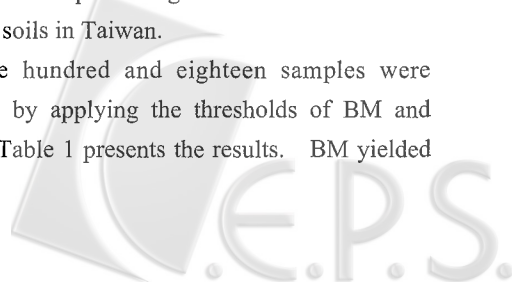 soils in Taiwan.
hundred and eighteen samples were
by applying the thresholds of BM and
Table 1 presents the results. BM yielded
C.E.P.S.